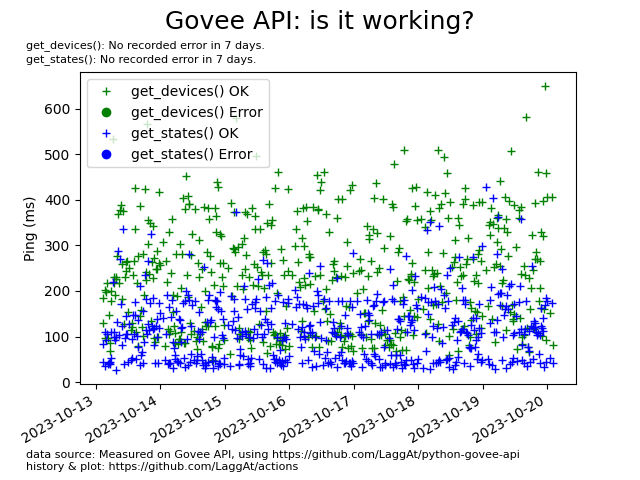 Govee API: is it working?
get_devices(): No recorded error in 7 days.
get_states(): No recorded error in 7 days.
get_devices() OK
get_devices() Error
get_states() OK
get_states() Error
Ping (ms)
600
500
400
300
200
100
0
2023-10-13
2023-10-14
2023-10-15
2023-10-16
2023-10-17
2023-10-18
2023-10-19
2023-10-20
data source: Measured on Govee API, using https://github.com/LaggAt/python-govee-api
history & plot: https://github.com/LaggAt/actions